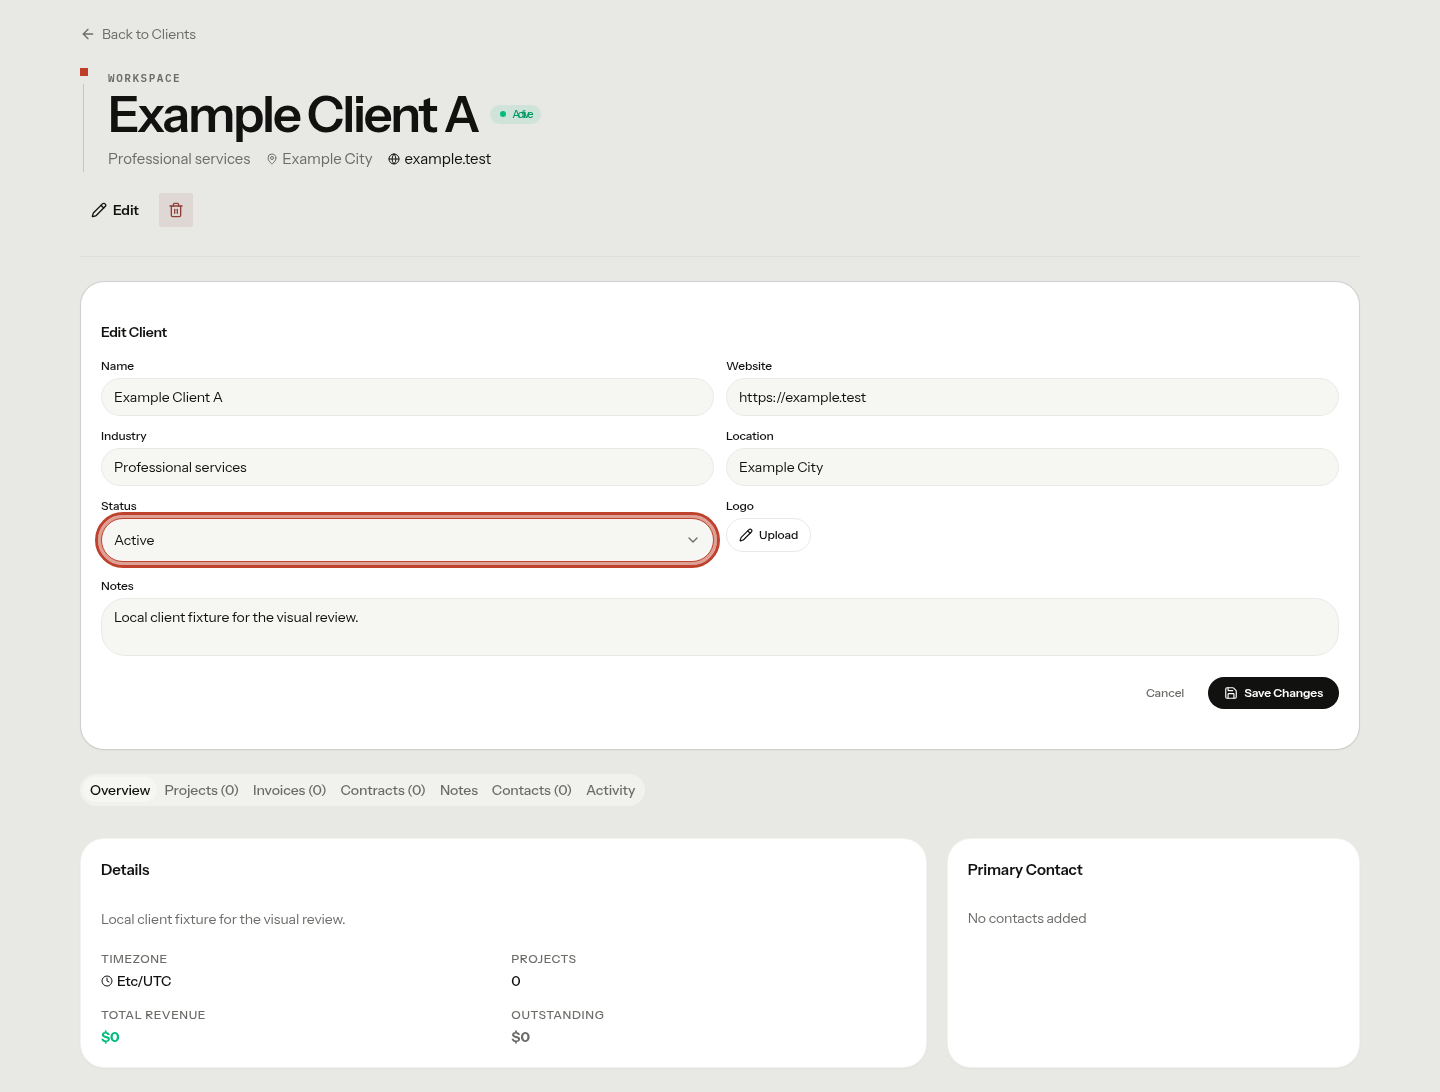 Back to Clients
WORKSPACE
Example Client A Active
Professional services Example City example.test
Edit
Edit Client
Name Website
Example Client A https://example.test
Industry Location
Professional services Example City
Status Logo
Active Upload
Notes
Local client fixture for the visual review.
Cancel Save Changes
Overview Projects (0) Invoices (0) Contracts (0) Notes Contacts (0) Activity
Details Primary Contact
Local client fixture for the visual review. No contacts added
TIMEZONE PROJECTS
Etc/UTC 0
TOTAL REVENUE OUTSTANDING
$0 $0